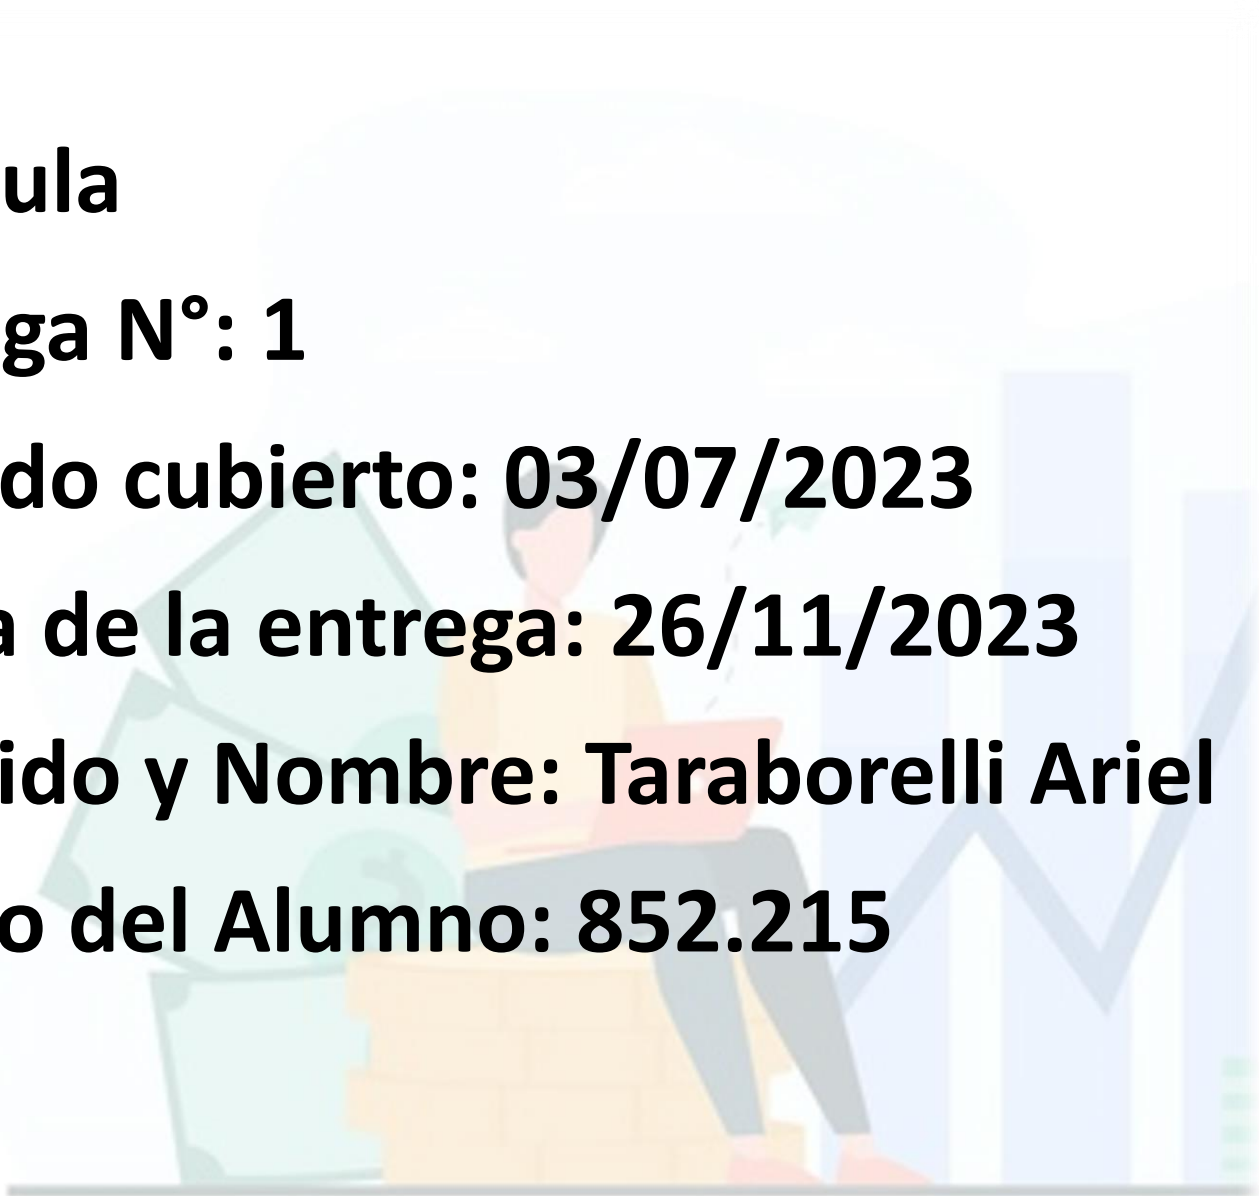 ula
ga N°: 1
do cubierto: 03/07/2023
a de la entrega: 26/11/2023
ido y Nombre: Taraborelli Ariel
o del Alumno: 852.215